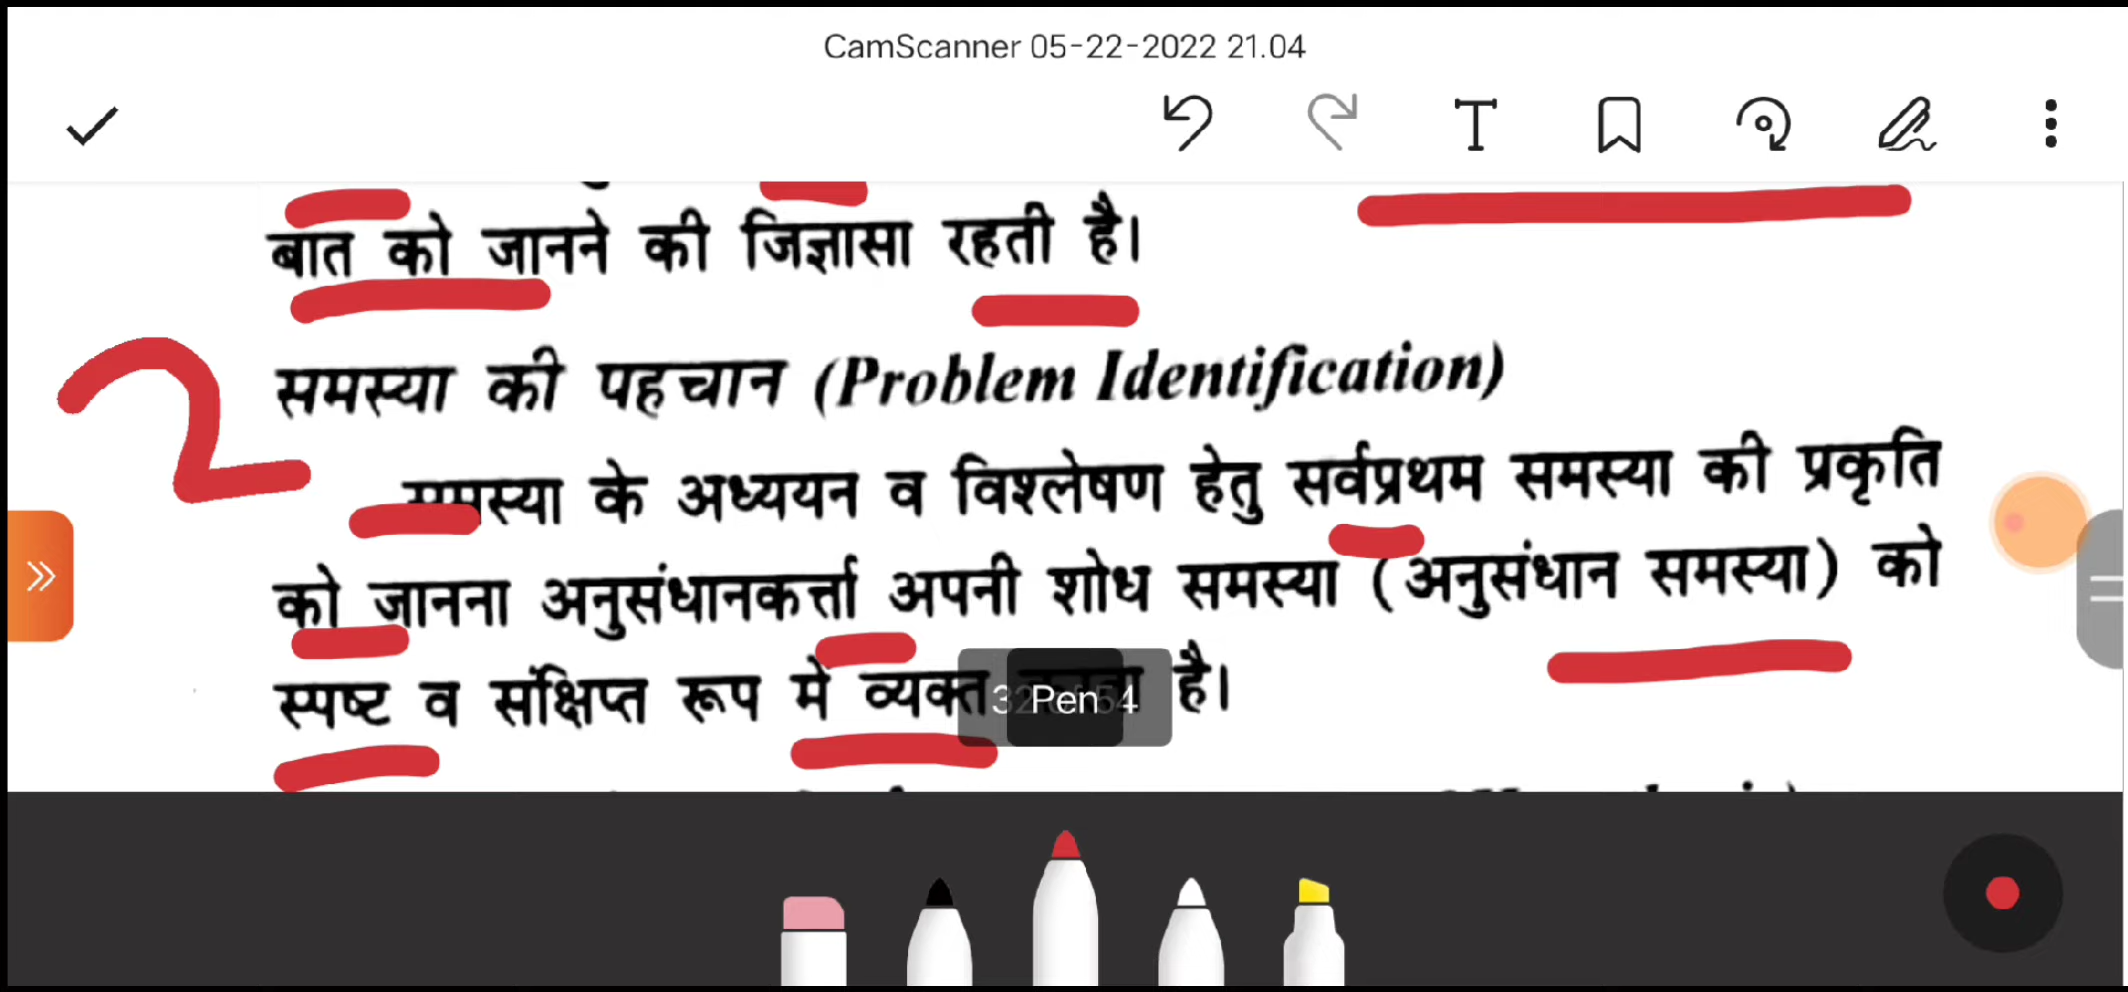 CamScanner 05-22-2022 21.04
बात को जानने की जिज्ञासा रहती है।
2
समस्या की पहचान (Problem Identification)
समस्या के अध्ययन व विश्लेषण हेतु सर्वप्रथम समस्या की प्रकृति
को जानना अनुसंधानकर्त्ता अपनी शोध समस्या (अनुसंधान समस्या) को
स्पष्ट व संक्षिप्त रूप में व्यक्त है।
Pen